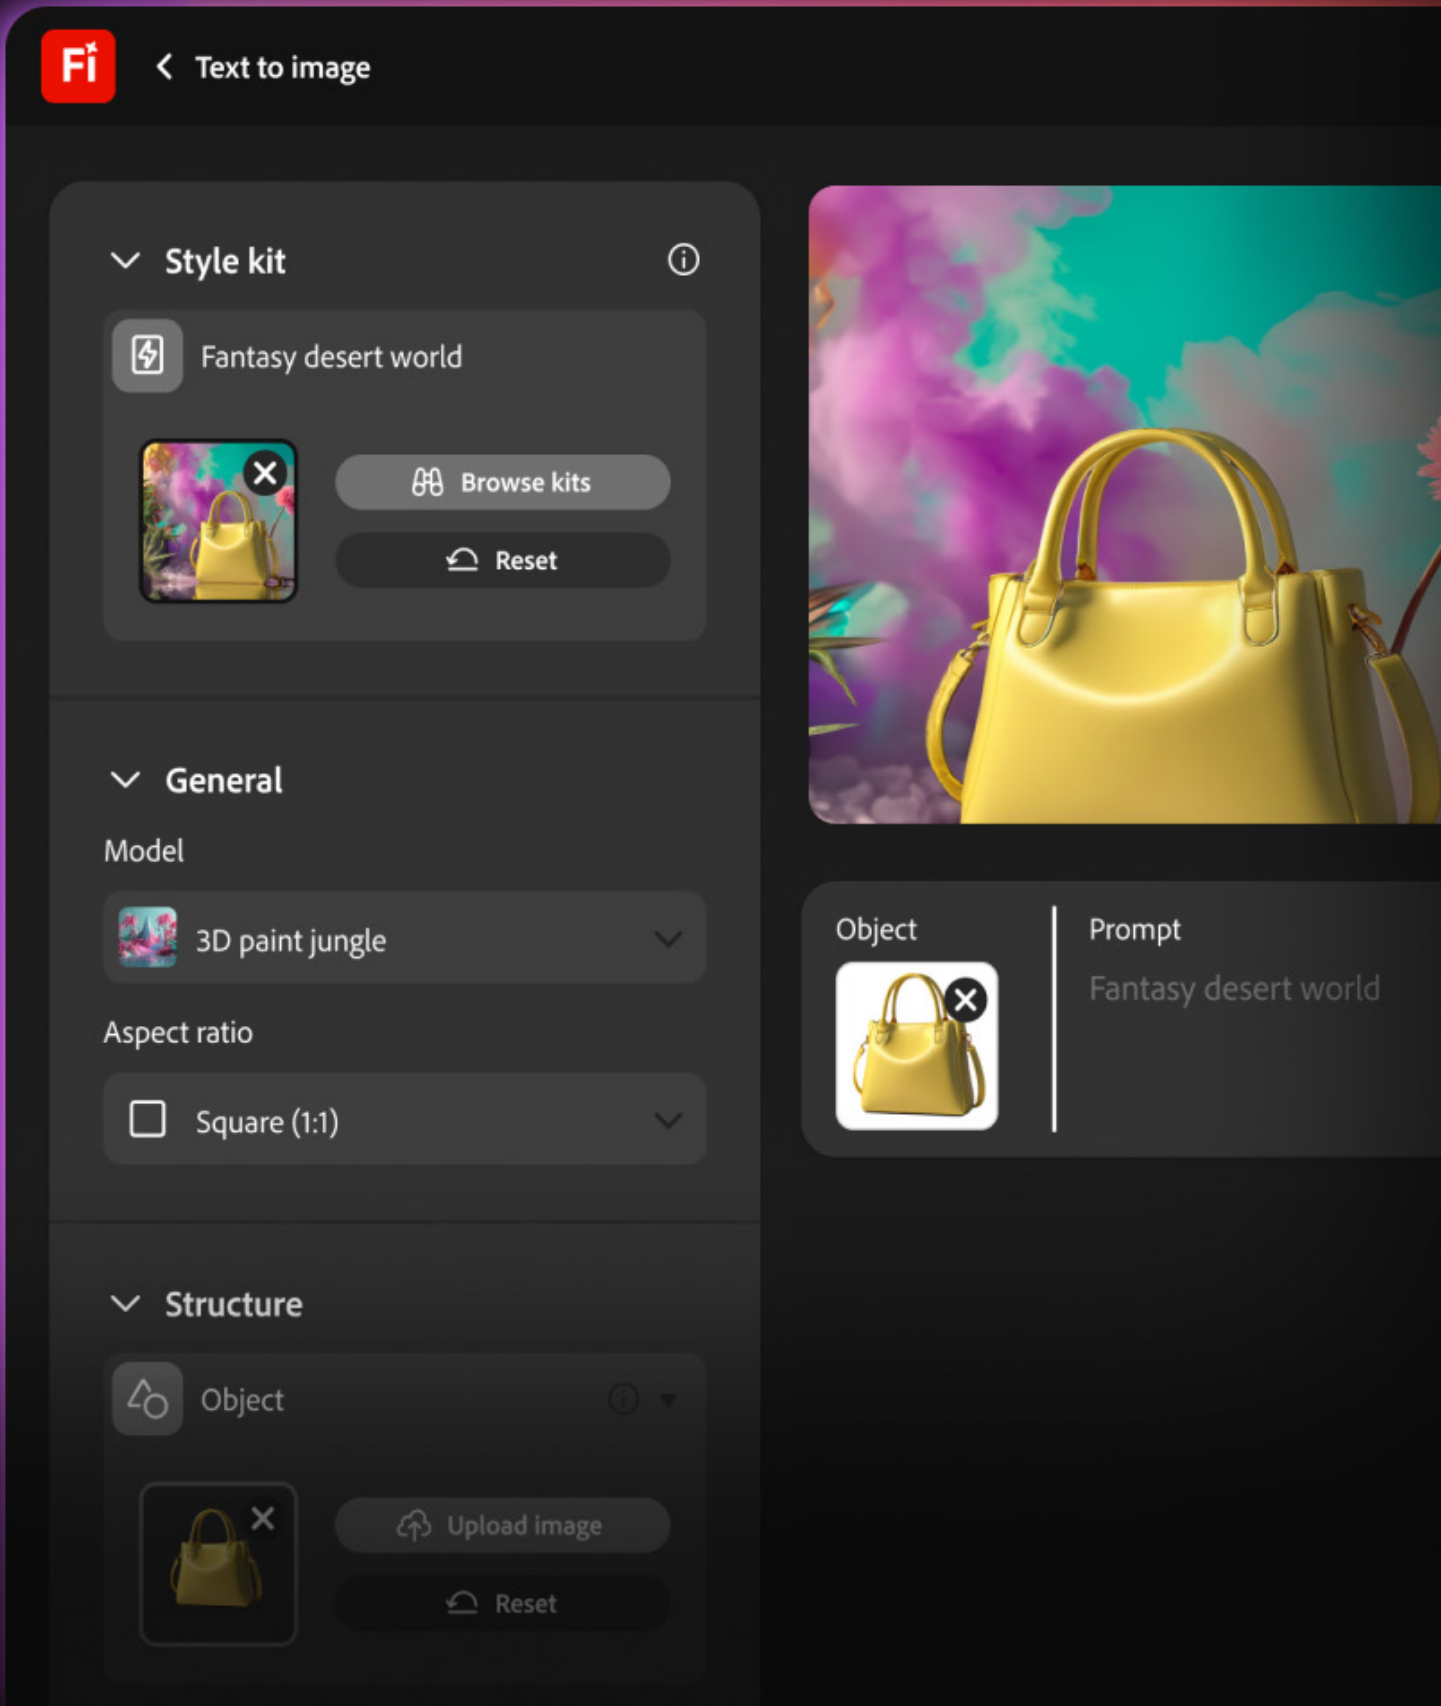 Fi
Text to image
Style kit
Fantasy desert world
Browse kits
Reset
General
Model
3D paint jungle
Aspect ratio
Square (1:1)
Structure
Object
Upload image
Reset
Object
Prompt
Fantasy desert world